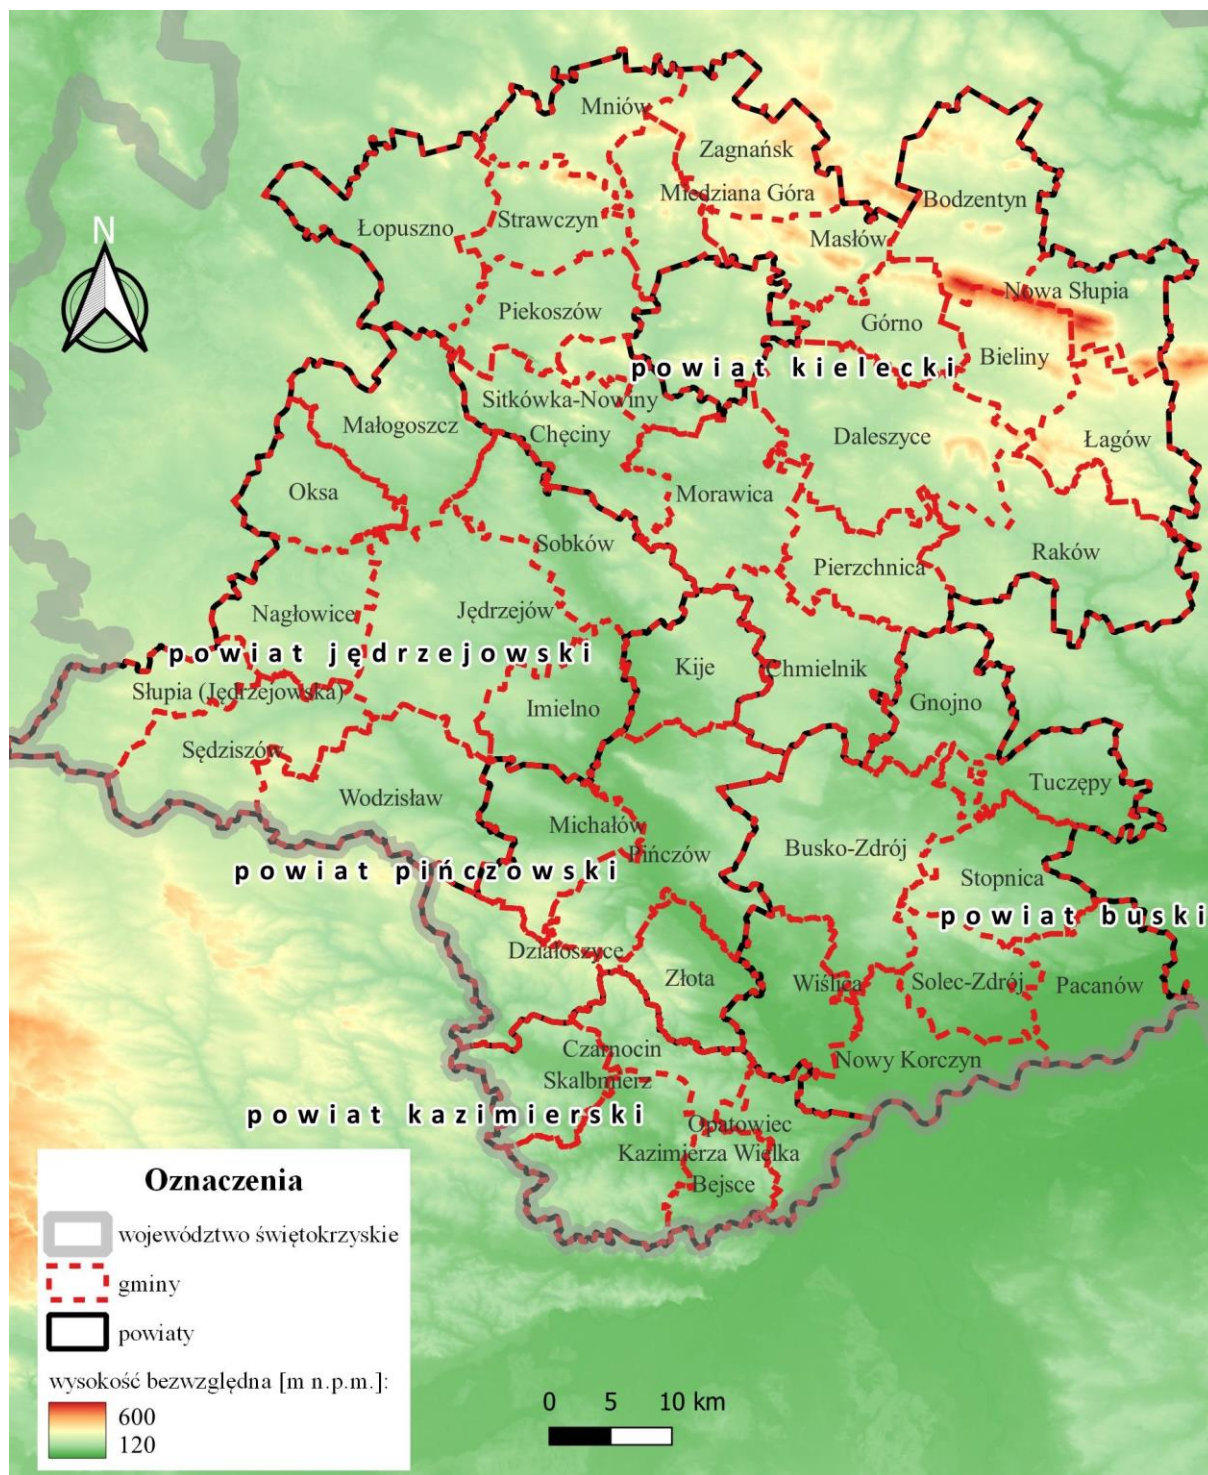 Mniów
Zagnańsk
Miedziana Góra
Bodzentyn
Strawczyn
Łopuszno
Masłów
N
Nowa Słupia
Piekoszów
Górno
Bieliny
powiat kielecki
Sitkówka-Nowiny
Małogoszcz
Chęciny
Daleszyce
Łagów
Oksa
Morawica
Sobków
Raków
Pierzchnica
Nagłowice
Jędrzejów
powiat jędrzejowski
Kije
Chmielnik
Słupia (Jędrzejowska)
Imielno
Gnojno
Sędziszów
Tuczępy
Wodzisław
Michałów
Pińczów
Busko-Zdrój
powiat pińczowski
Stopnica
powiat buski
Działoszyce
Złota
Wiślica
Solec-Zdrój
Pacanów
Czarnocin
Nowy Korczyn
Skalbmierz
powiat kazimierski
Opatowiec
Kazimierza Wielka
Bejsce
Oznaczenia
województwo świętokrzyskie
gminy
powiaty
wysokość bezwzględna [m n.p.m.]:
600
120
0 5 10 km